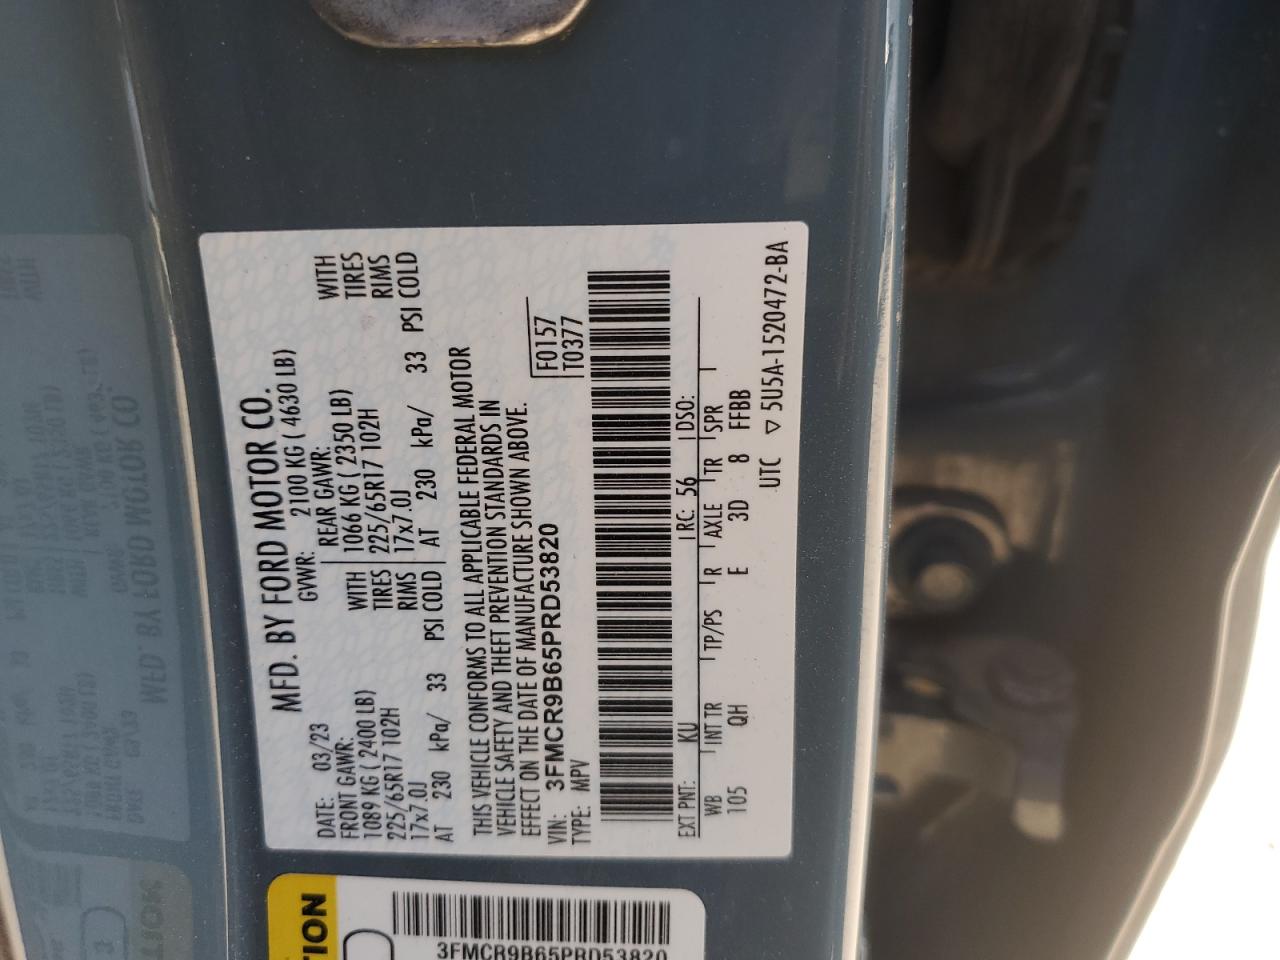 MFD. BY FORD MOTOR CO.
DATE: 03/23 GVWR: 2100 KG ( 4630 LB)
FRONT GAWR: REAR GAWR:
1089 KG ( 2400 LB) WITH 1066 KG ( 2350 LB) WITH
225/65R17 102H TIRES 225/65R17 102H TIRES
17x7.0J RIMS 17x7.0J RIMS
AT 230 kPa/ 33 PSI COLD AT 230 kPa/ 33 PSI COLD
THIS VEHICLE CONFORMS TO ALL APPLICABLE FEDERAL MOTOR
VEHICLE SAFETY AND THEFT PREVENTION STANDARDS IN
EFFECT ON THE DATE OF MANUFACTURE SHOWN ABOVE.
VIN: 3FMCR9B65PRD53820 F0157
TYPE: MPV T0377
EXT PNT: KU RC: 56 DSO:
WB INT TR TP/PS R AXLE TR SPR
105 QH E 3D 8 FFBB
UTC ▽ 5U5A-1520472-BA
3FMCR9B65PRD53820